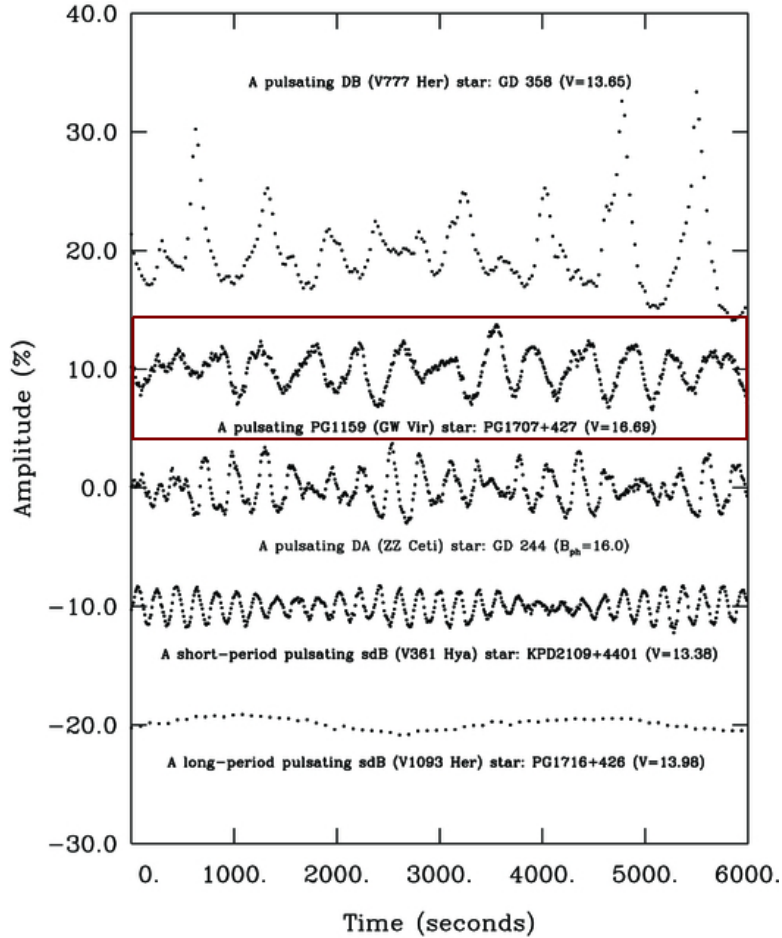 40.0
A pulsating DB (V777 Her) star: GD 358 (V=13.65)
30.0
20.0
10.0
A pulsating PG1159 (GW Vir) star: PG1707+427 (V=16.69)
0.0
A pulsating DA (ZZ Ceti) star: GD 244 (Bph=16.0)
−10.0
A short−period pulsating sdB (V361 Hya) star: KPD2109+4401 (V=13.38)
−20.0
A long−period pulsating sdB (V1093 Her) star: PG1716+426 (V=13.98)
−30.0
Amplitude (%)
0. 1000. 2000. 3000. 4000. 5000. 6000.
Time (seconds)